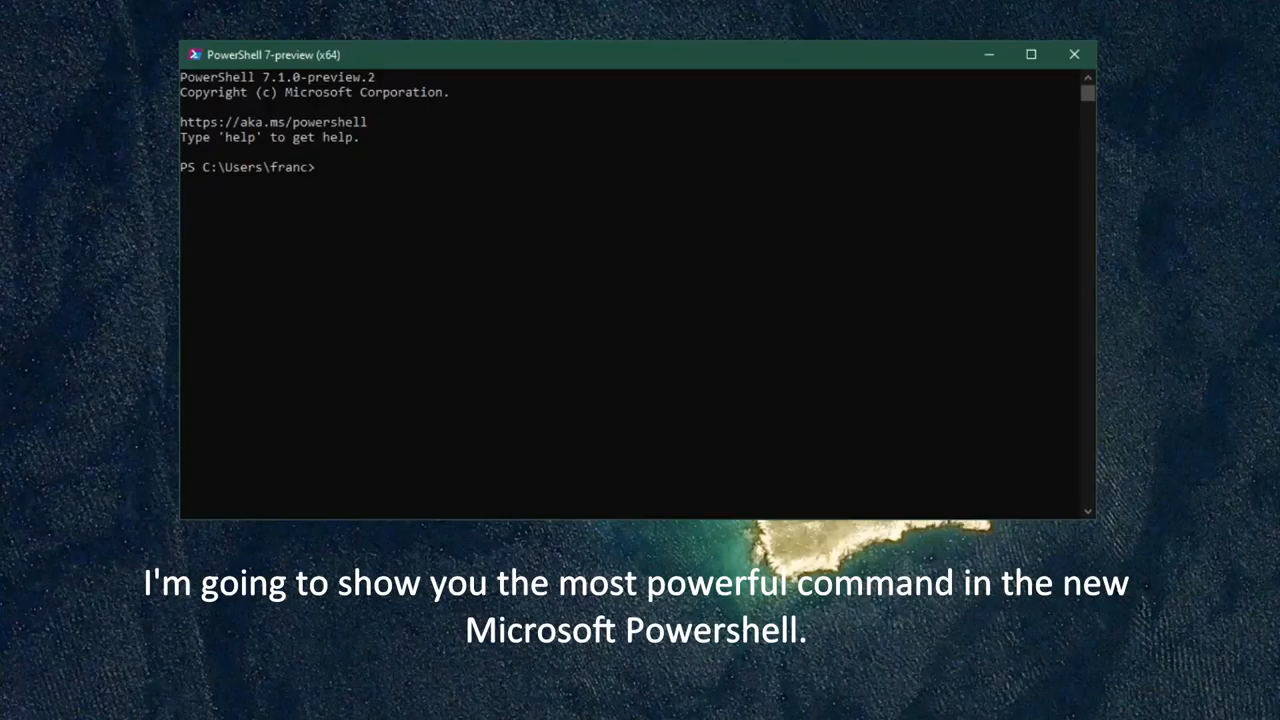 PowerShell 7-preview (x64)
PowerShell 7.1.0-preview.2
Copyright (c) Microsoft Corporation.
https://aka.ms/powershell
Type 'help' to get help.
PS C:\Users\franc>
I'm going to show you the most powerful command in the new
Microsoft Powershell.